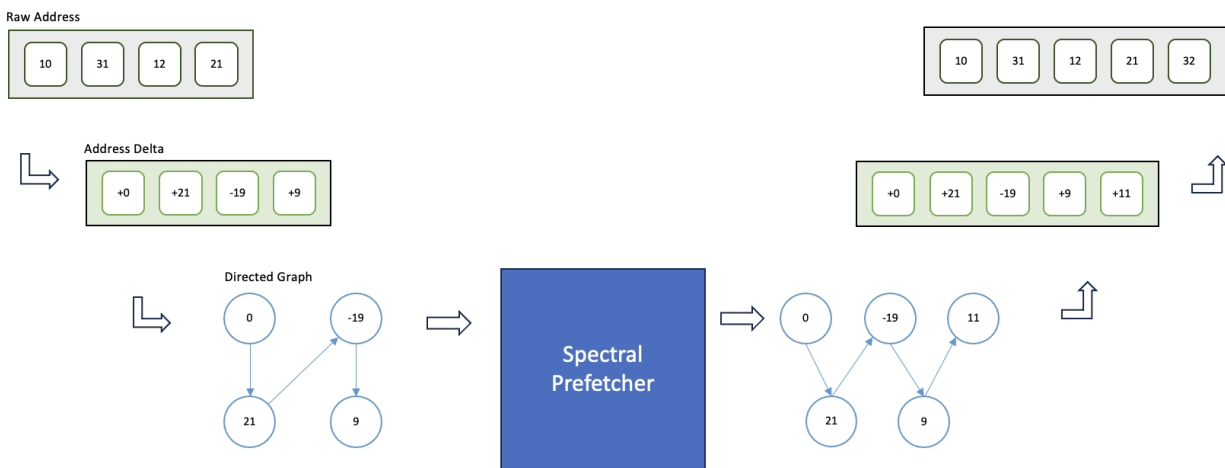 Raw Address
10 31 12 21
10 31 12 21 32
Address Delta
+0 +21 -19 +9
+0 +21 -19 +9 +11
Directed Graph
0 -19
21 9
Spectral
Prefetcher
0 -19 11
21 9